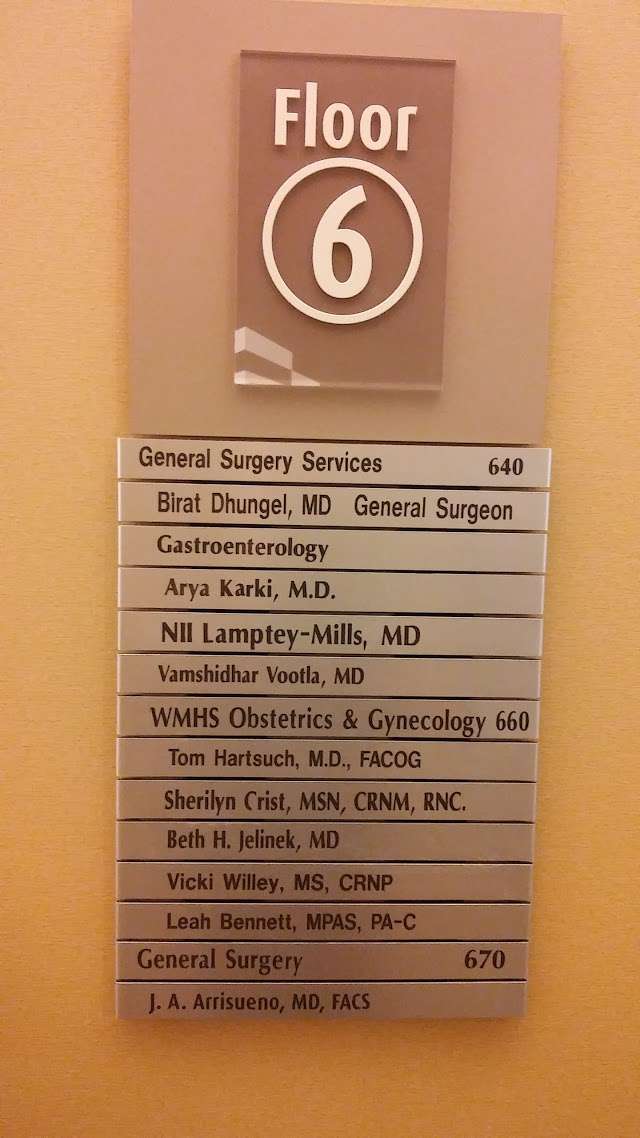 Floor
6
General Surgery Services 640
Birat Dhungel, MD General Surgeon
Gastroenterology
Arya Karki, M.D.
NII Lamptey-Mills, MD
Vamshidhar Vootla, MD
WMHS Obstetrics & Gynecology 660
Tom Hartsuch, M.D., FACOG
Sherilyn Crist, MSN, CRNM, RNC.
Beth H. Jelinek, MD
Vicki Willey, MS, CRNP
Leah Bennett, MPAS, PA-C
General Surgery 670
J. A. Arrisueno, MD, FACS